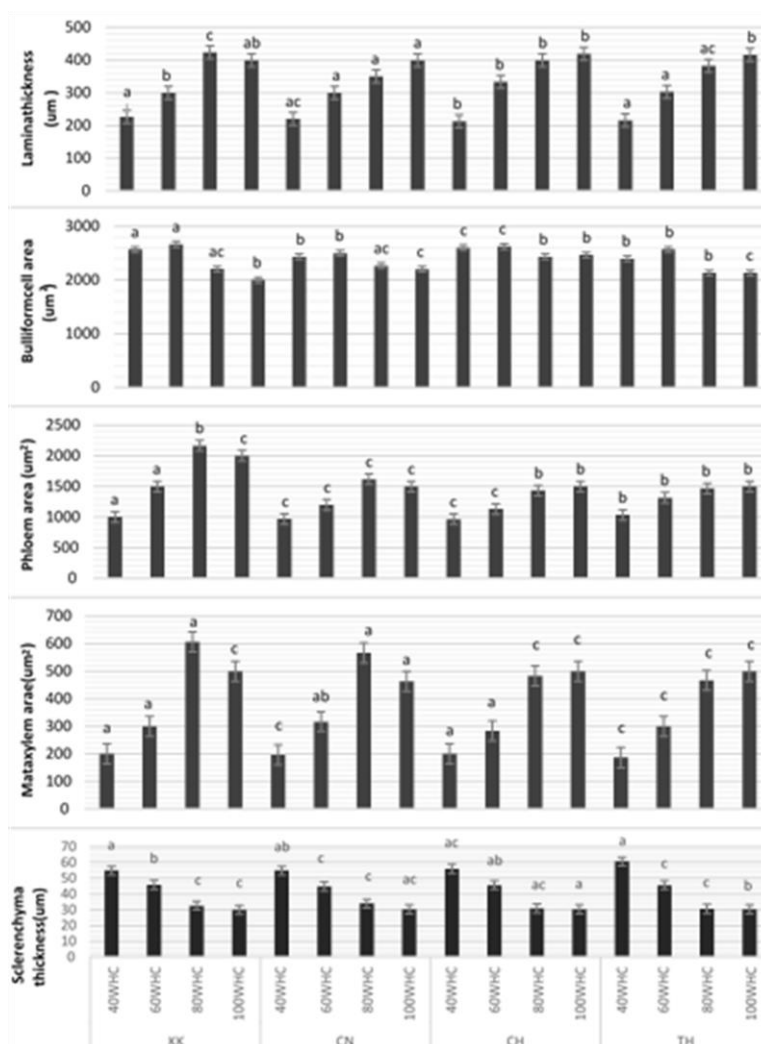 500
c ab a a b b ac b
400
b a b a
300
a ac b a
200
100
0
Laminathickness
(um )
3000
a a ac b b b ac c c c b b b b b c
2000
1000
0
Bulliformcell area
(um²)
2500
a a b c c c c c c c b b b b b b
2000
1500
1000
500
0
Phloem area (um²)
700
a a a c c ab a a a a c c c c c c
600
500
400
300
200
100
0
Mataxylem arae(um²)
70
a b c c ab c c ac ac ab ac a a c c b
60
50
40
30
20
10
0
Sclerenchyma
thickness(um)
40WHC 60WHC 80WHC 100WHC 40WHC 60WHC 80WHC 100WHC 40WHC 60WHC 80WHC 100WHC 40WHC 60WHC 80WHC 100WHC
KK CN CH TH